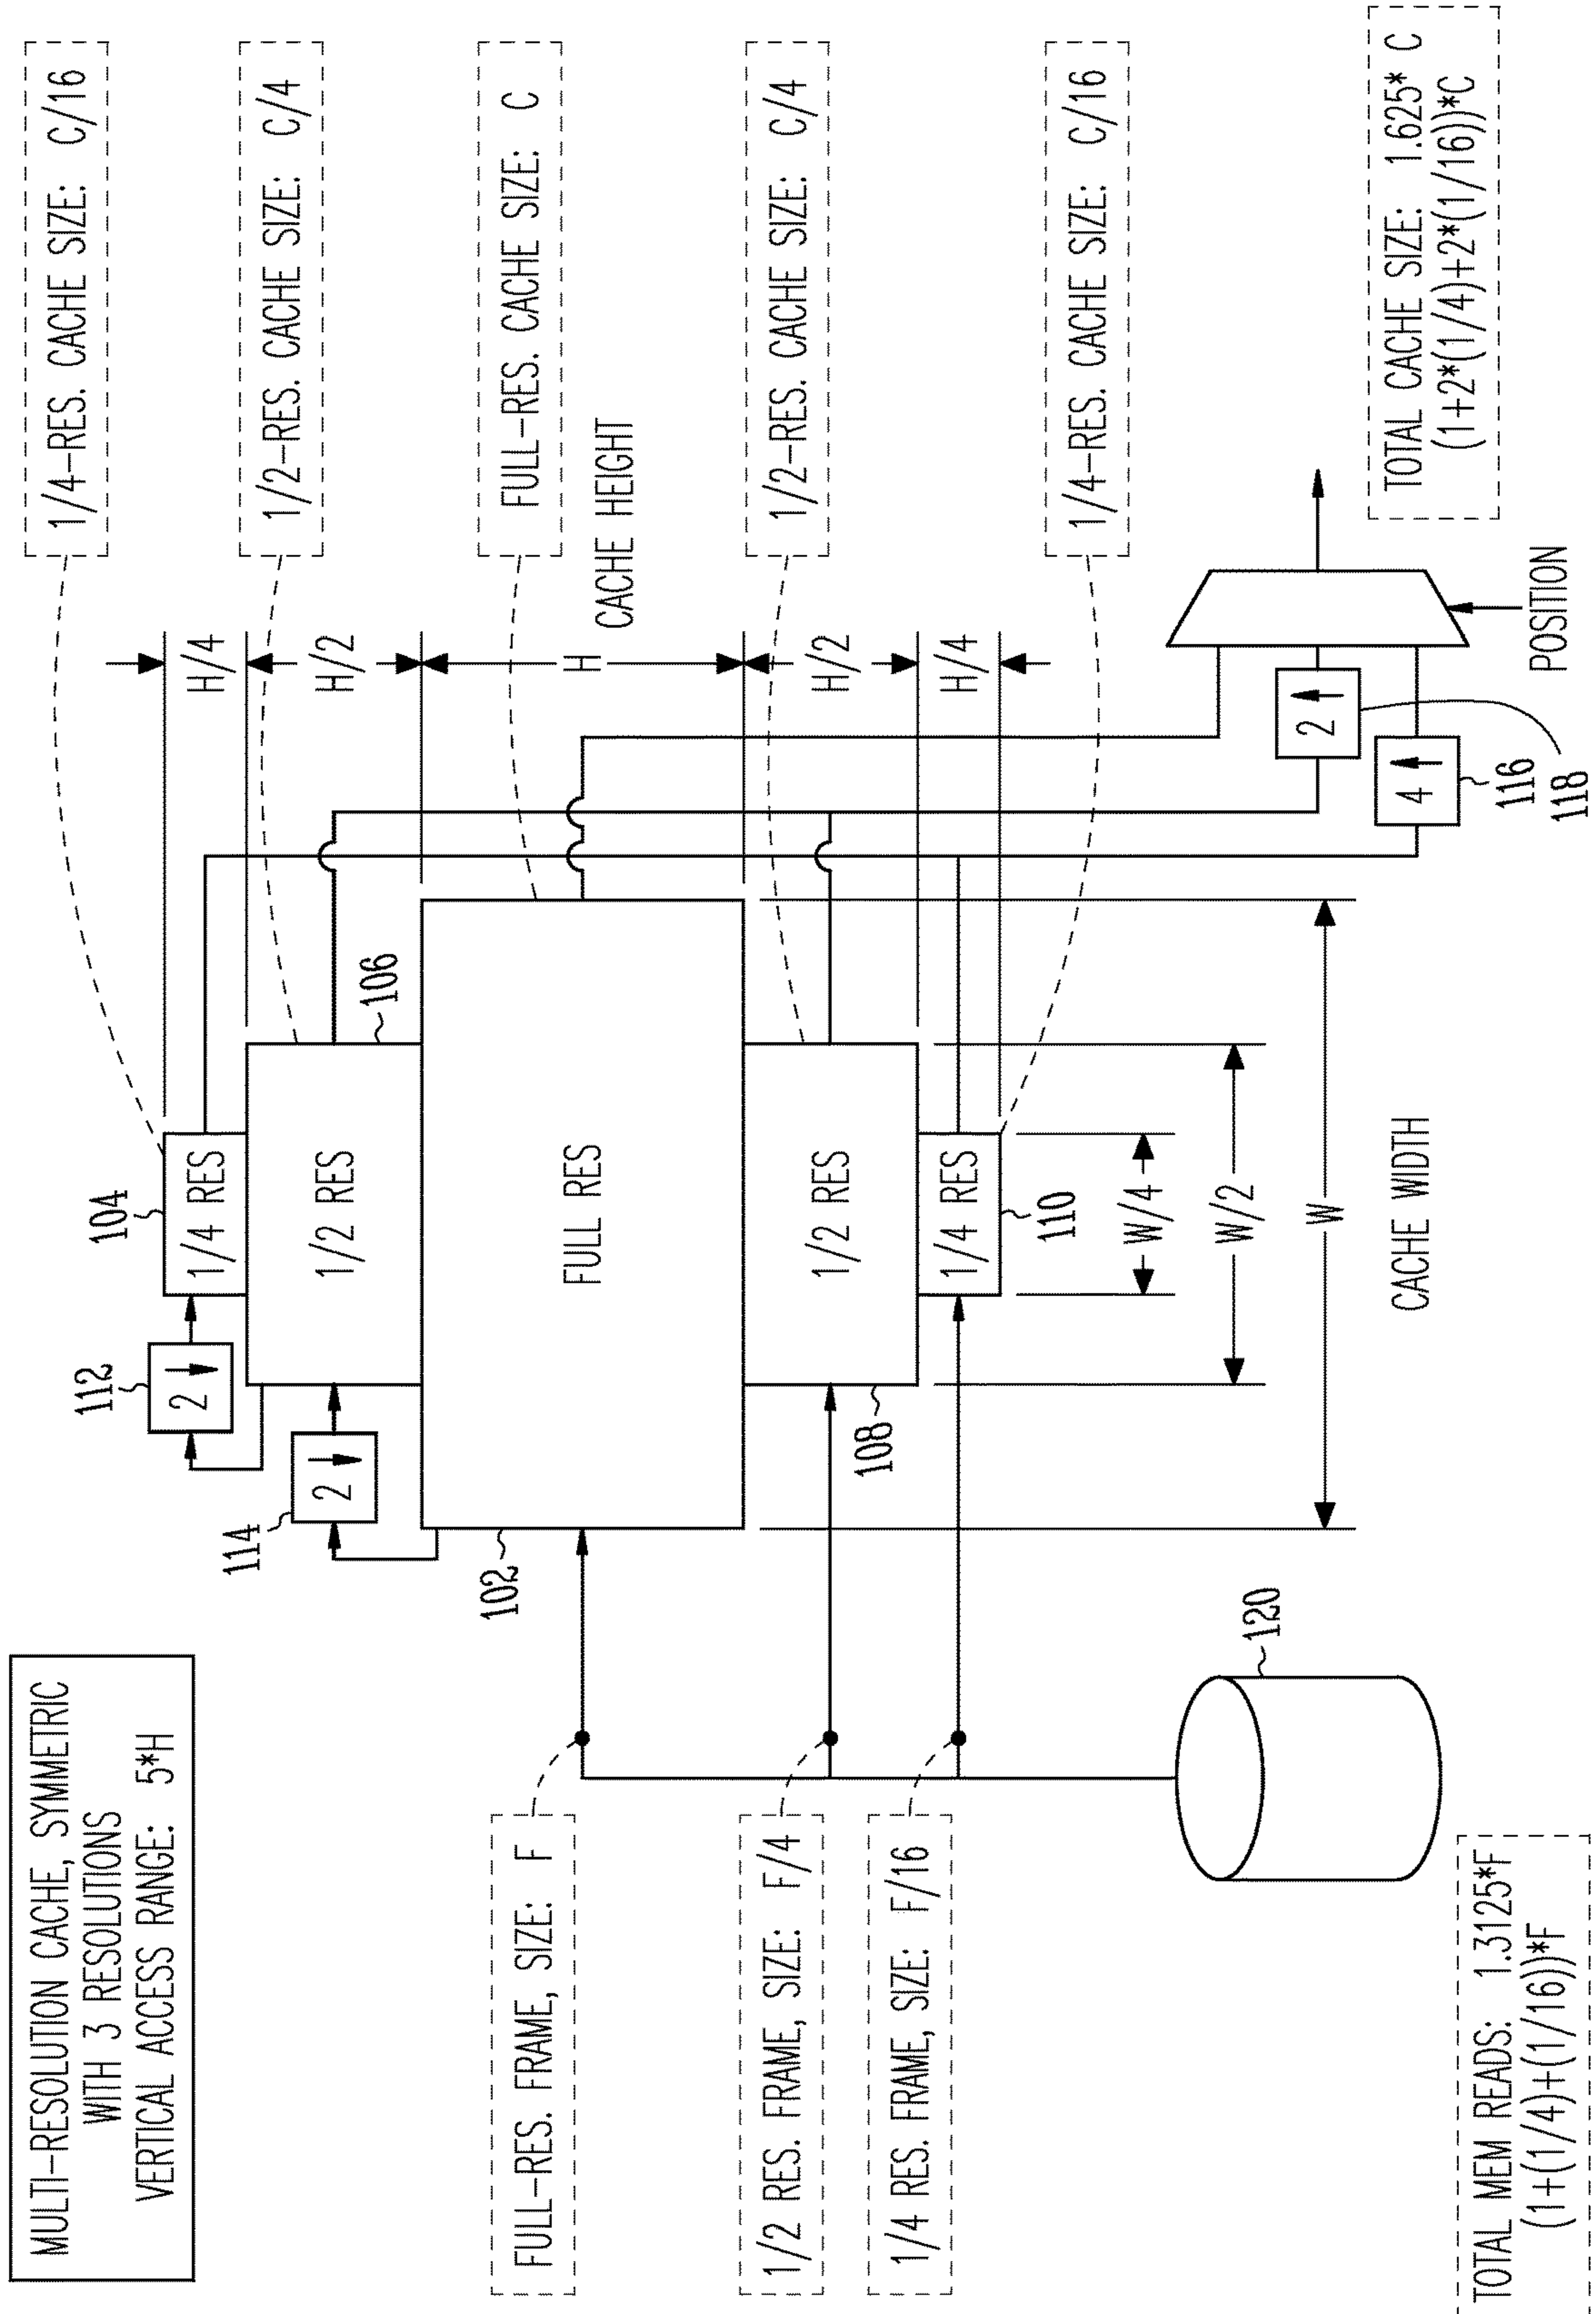 MULTI-RESOLUTION CACHE, SYMMETRIC
WITH 3 RESOLUTIONS
VERTICAL ACCESS RANGE: 5*H
1/4-RES. CACHE SIZE: C/16
1/2-RES. CACHE SIZE: C/4
FULL-RES. CACHE SIZE: C
1/2-RES. CACHE SIZE: C/4
1/4-RES. CACHE SIZE: C/16
CACHE HEIGHT
H/4
H/2
H
H/2
H/4
112
2
104
1/4 RES
114
2
1/2 RES
106
102
FULL RES
108
1/2 RES
1/4 RES
110
W/4
W/2
W
CACHE WIDTH
FULL-RES. FRAME, SIZE: F
1/2 RES. FRAME, SIZE: F/4
1/4 RES. FRAME, SIZE: F/16
120
2
4
116
118
POSITION
TOTAL MEM READS: 1.3125*F
(1+(1/4)+(1/16))*F
TOTAL CACHE SIZE: 1.625* C
(1+2*(1/4)+2*(1/16))*C